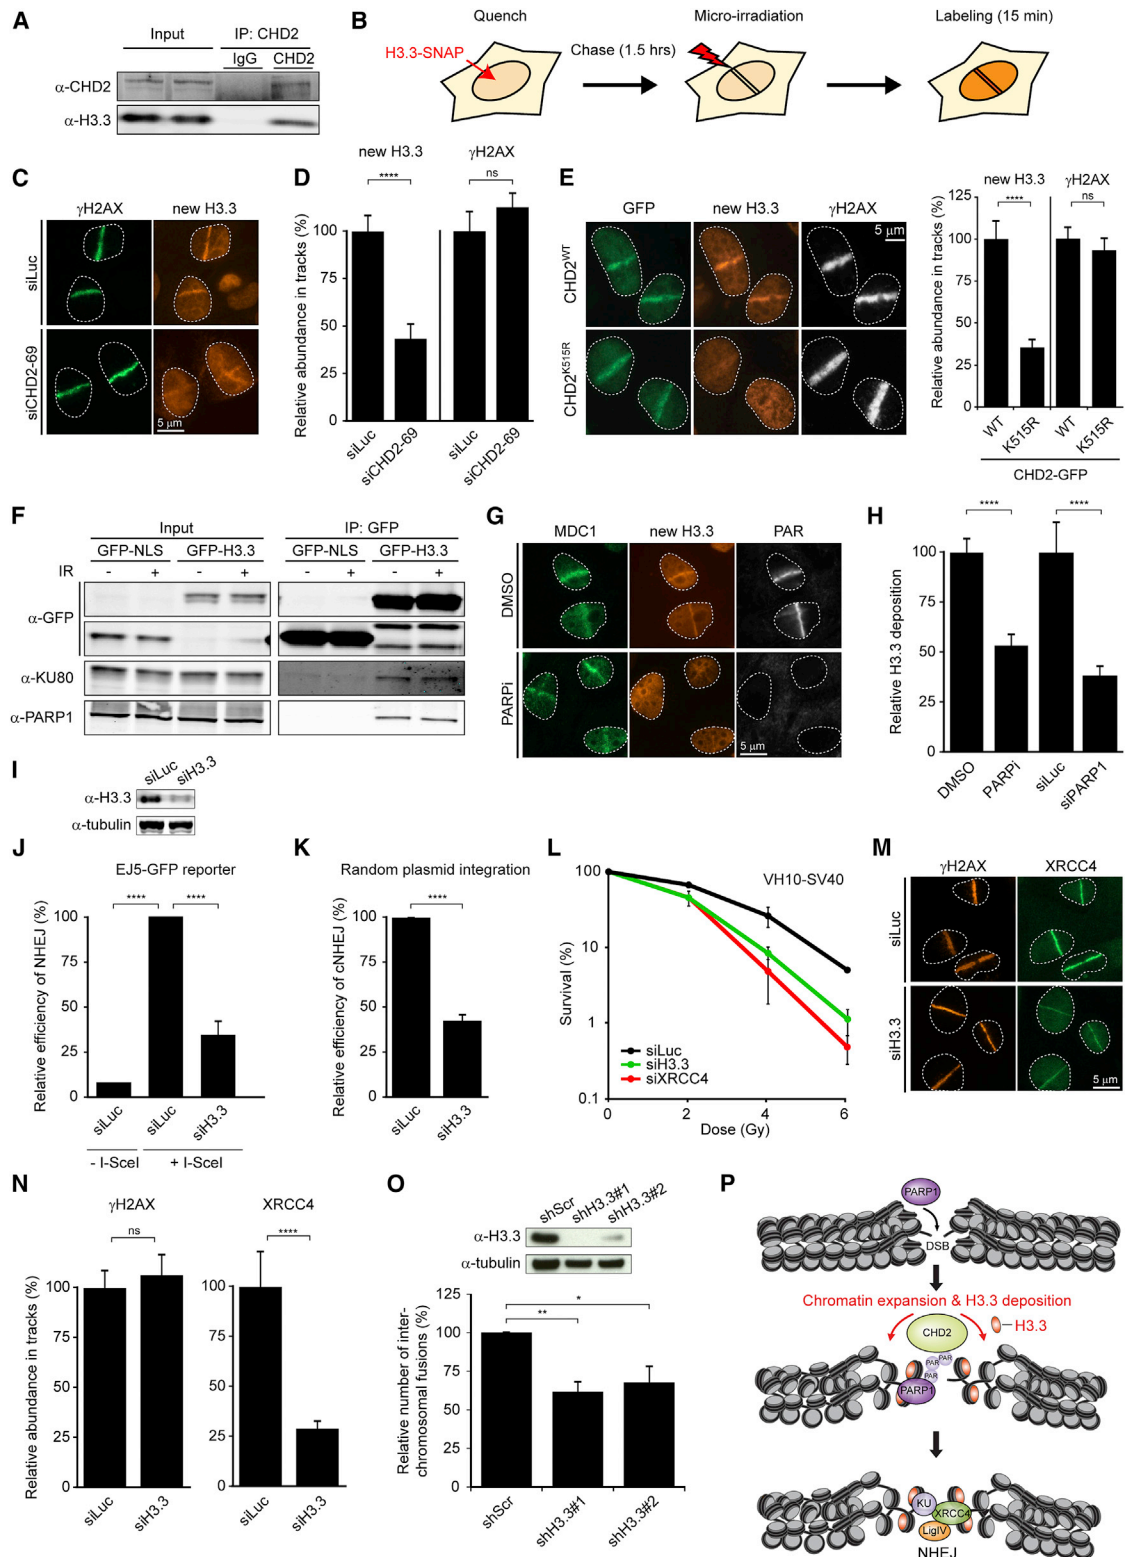 A
Input
IP: CHD2
IgG
CHD2
α-CHD2
α-H3.3
B
Quench
Micro-irradiation
Labeling (15 min)
H3.3-SNAP
Chase (1.5 hrs)
C
γH2AX
new H3.3
siLuc
siCHD2-69
5 μm
D
new H3.3
γH2AX
****
ns
Relative abundance in tracks (%)
100
75
50
25
0
siLuc
siCHD2-69
siLuc
siCHD2-69
E
GFP
new H3.3
γH2AX
5 μm
CHD2WT
CHD2K515R
new H3.3
γH2AX
****
ns
Relative abundance in tracks (%)
125
100
75
50
25
0
WT
K515R
WT
K515R
CHD2-GFP
F
Input
IP: GFP
GFP-NLS
GFP-H3.3
GFP-NLS
GFP-H3.3
IR
- + - + - + - +
α-GFP
α-KU80
α-PARP1
G
MDC1
new H3.3
PAR
DMSO
PARPi
5 μm
H
****
****
Relative H3.3 deposition
100
75
50
25
0
DMSO
PARPi
siLuc
siPARP1
I
siLuc
siH3.3
α-H3.3
α-tubulin
J
EJ5-GFP reporter
****
****
Relative efficiency of NHEJ (%)
100
75
50
25
0
siLuc
siLuc
siH3.3
- I-SceI
+ I-SceI
K
Random plasmid integration
****
Relative efficiency of cNHEJ (%)
100
75
50
25
0
siLuc
siH3.3
L
VH10-SV40
Survival (%)
100
10
1
0.1
siLuc
siH3.3
siXRCC4
0
2
4
6
Dose (Gy)
M
γH2AX
XRCC4
siLuc
siH3.3
5 μm
N
γH2AX
XRCC4
ns
****
Relative abundance in tracks (%)
100
75
50
25
0
siLuc
siH3.3
100
75
50
25
0
siLuc
siH3.3
O
shScr
shH3.3#1
shH3.3#2
α-H3.3
α-tubulin
Relative number of inter-
chromosomal fusions (%)
125
100
75
50
25
0
*
**
shScr
shH3.3#1
shH3.3#2
P
PARP1
DSB
Chromatin expansion & H3.3 deposition
CHD2
H3.3
PAR
PAR
PAR
PARP1
KU
XRCC4
LigIV
NHEJ